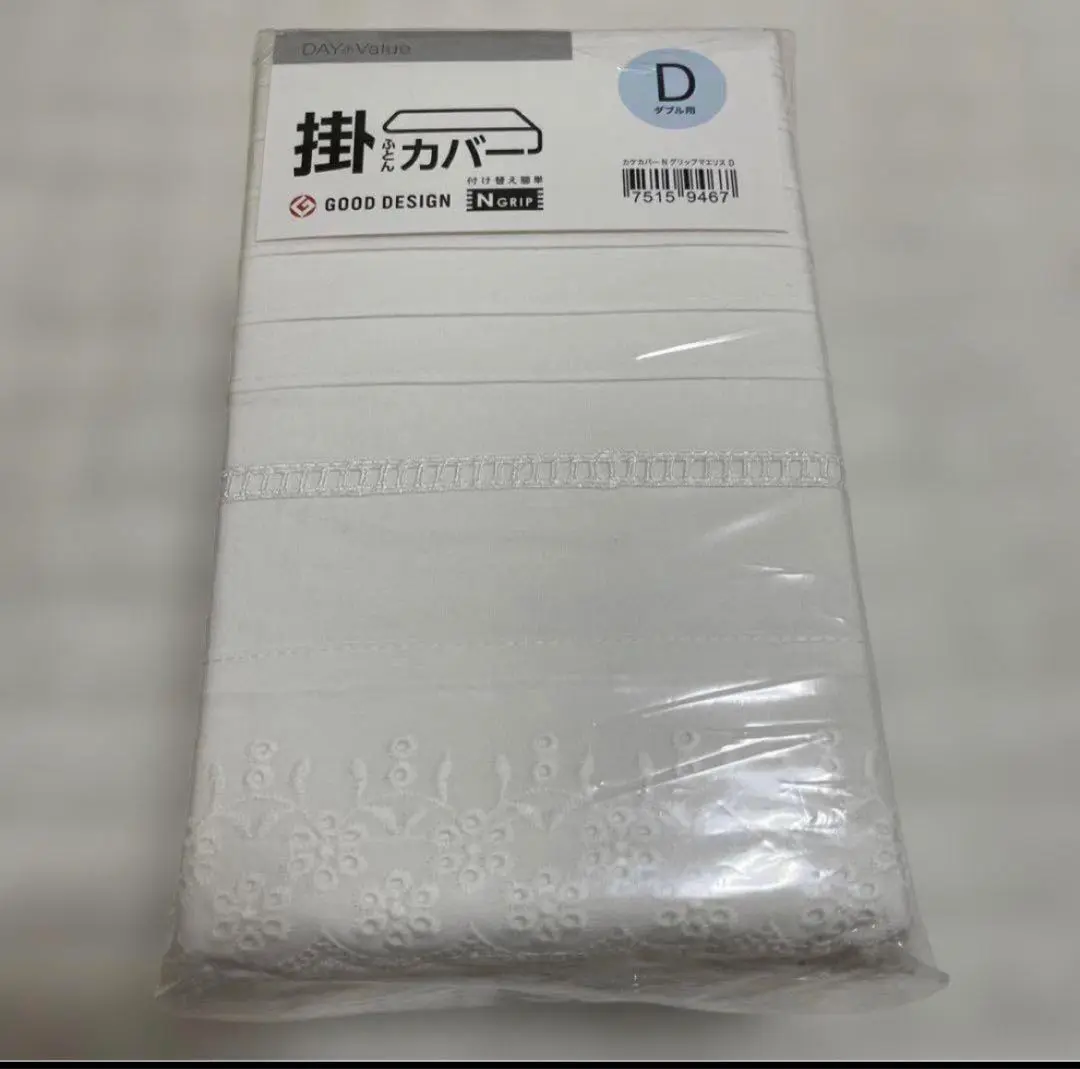 DAY Value
D
ダブル用
掛ふとんカバー
カケカバー N グリップマエリス D
付け替え簡単
GOOD DESIGN
N GRIP
7515 9467